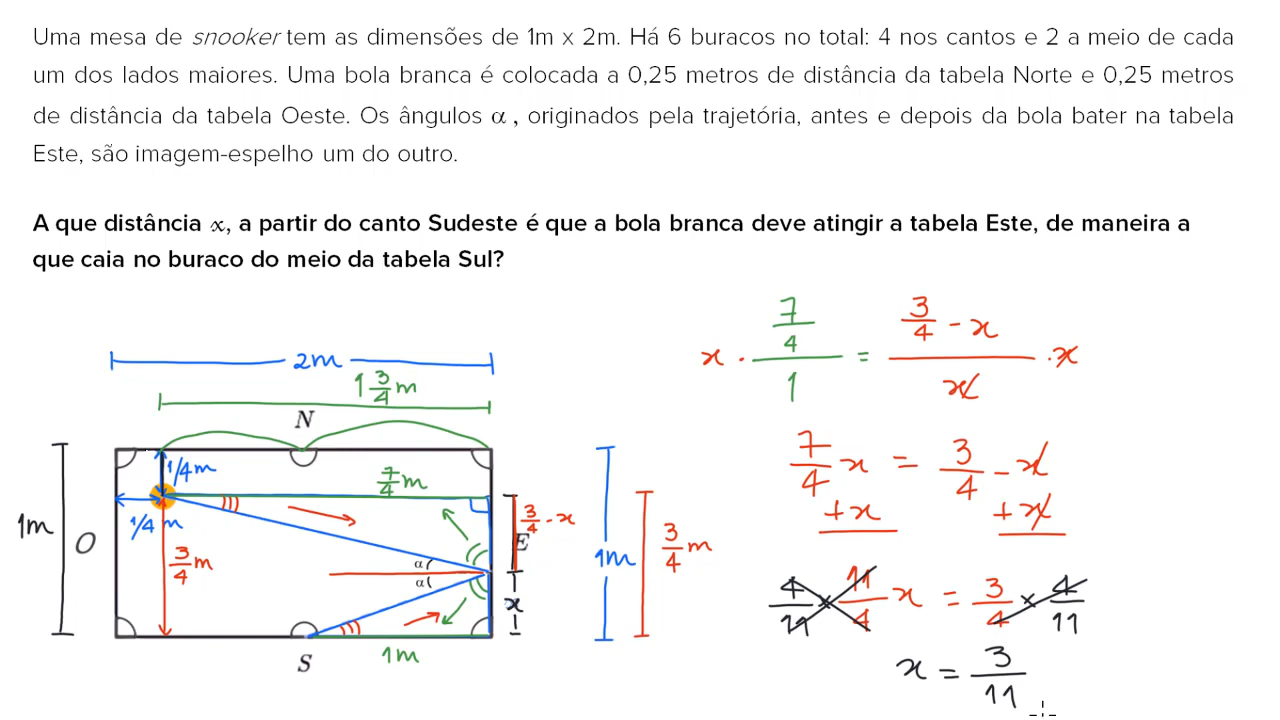 Uma mesa de snooker tem as dimensões de 1m x 2m. Há 6 buracos no total: 4 nos cantos e 2 a meio de cada
um dos lados maiores. Uma bola branca é colocada a 0,25 metros de distância da tabela Norte e 0,25 metros
de distância da tabela Oeste. Os ângulos α, originados pela trajetória, antes e depois da bola bater na tabela
Este, são imagem-espelho um do outro.
A que distância x, a partir do canto Sudeste é que a bola branca deve atingir a tabela Este, de maneira a
que caia no buraco do meio da tabela Sul?
2m
1 3/4 m
N
1/4 m
7/4 m
1/4 m
1m
O
3/4 m
α
α
3/4 - x
E
x
1m
3/4 m
S
1m
x · 7/4 / 1 = 3/4 - x / x · x
7/4 x = 3/4 - x
+x +x
4/11 × 11/4 x = 3/4 × 4/11
x = 3/11